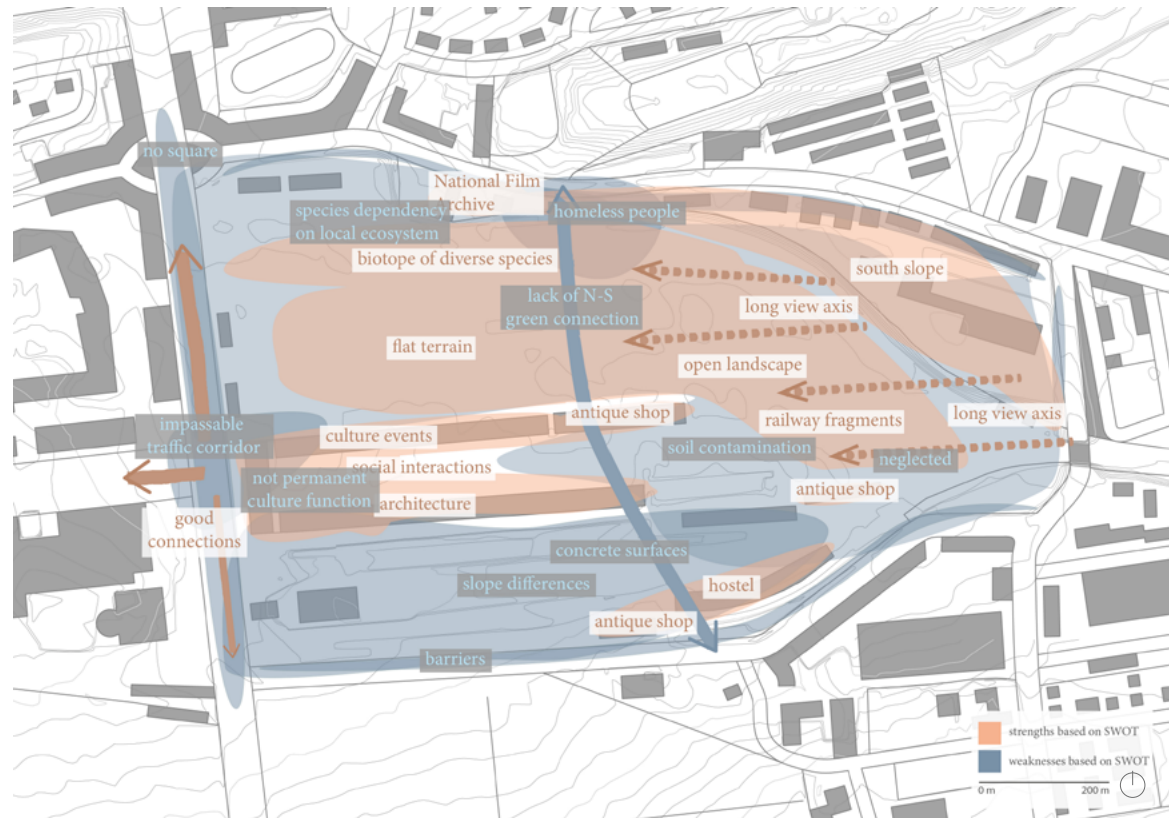 no square
National Film
Archive
species dependency
on local ecosystem
homeless people
biotope of diverse species
south slope
lack of N-S
green connection
long view axis
flat terrain
open landscape
antique shop
railway fragments
long view axis
impassable
traffic corridor
culture events
soil contamination
neglected
social interactions
not permanent
culture function
architecture
antique shop
good
connections
concrete surfaces
slope differences
hostel
antique shop
barriers
strengths based on SWOT
weaknesses based on SWOT
0 m
200 m